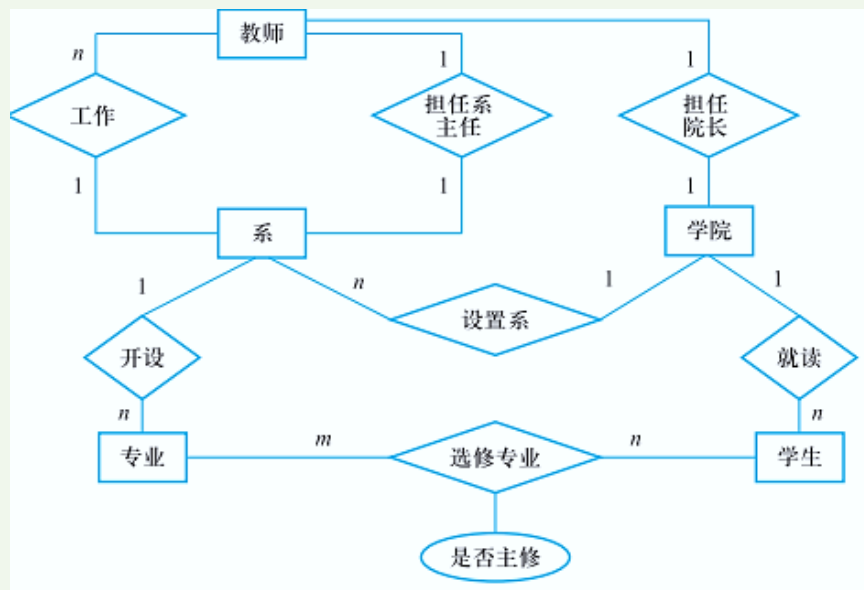 教师
n
1
1
工作
担任系
主任
担任
院长
1
1
1
系
学院
1
n
1
1
设置系
开设
就读
n
n
专业
m
选修专业
n
学生
是否主修